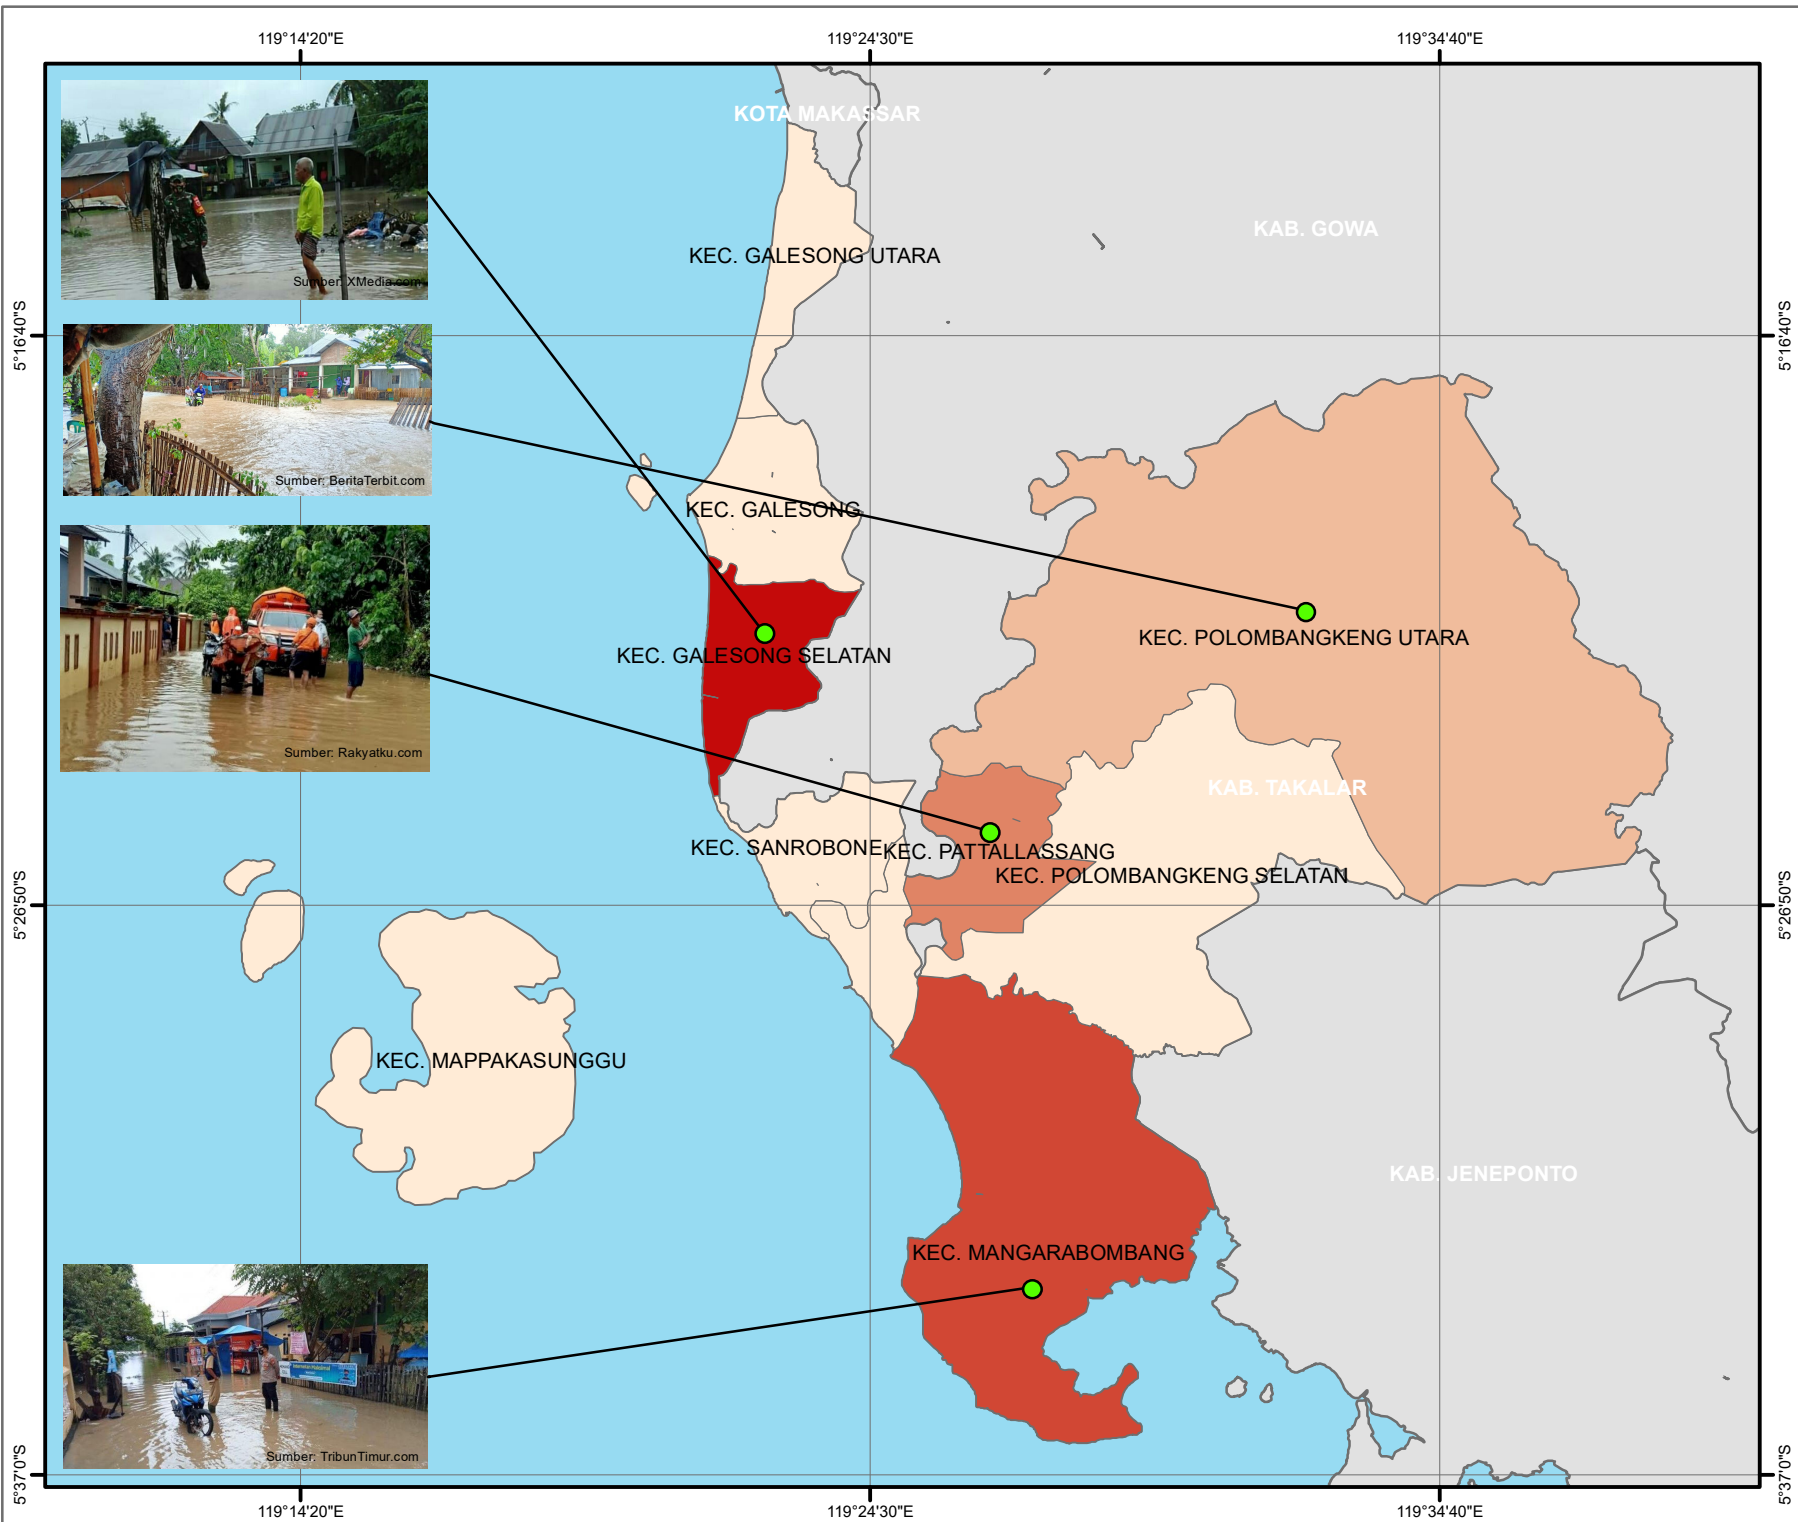 119°14'20"E
119°24'30"E
119°34'40"E
KOTA MAKASSAR
KAB. GOWA
KEC. GALESONG UTARA
Sumber: XMedia.com
5°16'40"S
5°16'40"S
Sumber: BeritaTerbit.com
KEC. GALESONG
KEC. POLOMBANGKENG UTARA
KEC. GALESONG SELATAN
Sumber: Rakyatku.com
KAB. TAKALAR
KEC. SANROBONE
KEC. PATTALLASSANG
KEC. POLOMBANGKENG SELATAN
5°26'50"S
5°26'50"S
KEC. MAPPAKASUNGGU
KAB. JENEPONTO
KEC. MANGARABOMBANG
Sumber: TribunTimur.com
5°37'0"S
5°37'0"S
119°14'20"E
119°24'30"E
119°34'40"E